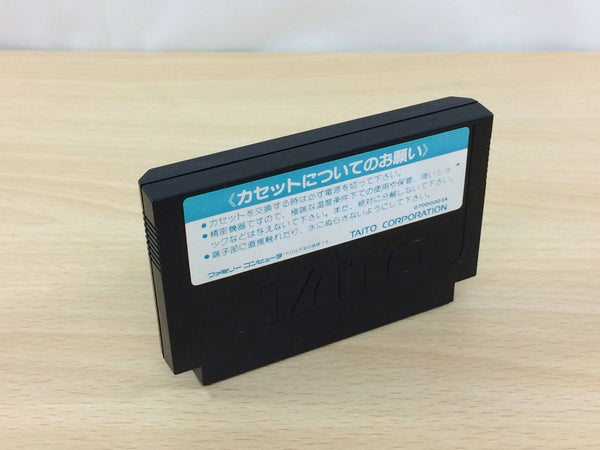 《カセットについてのお願い》
●カセットを交換する時は必ず電源を切って下さい。
●精密機器ですので、極端な温度条件下での使用や保管、強いショ
ックなどは与えないで下さい。また、絶対に分解しないで下さい。
●端子部に直接触れたり、水にぬらさないようにして下さい。
TAITO CORPORATION
ファミリーコンピュータ
TAITO